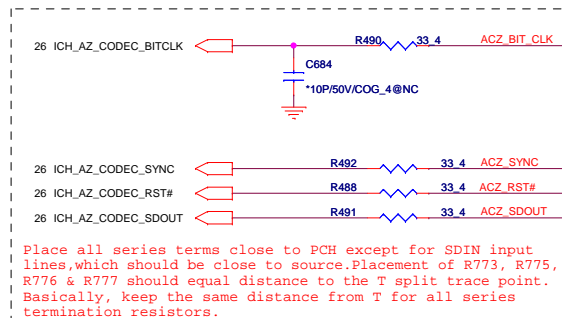 26 ICH_AZ_CODEC_BITCLK R490 33_4 ACZ_BIT_CLK
C684
*10P/50V/COG_4@NC
26 ICH_AZ_CODEC_SYNC R492 33_4 ACZ_SYNC
26 ICH_AZ_CODEC_RST# R488 33_4 ACZ_RST#
26 ICH_AZ_CODEC_SDOUT R491 33_4 ACZ_SDOUT
Place all series terms close to PCH except for SDIN input
lines,which should be close to source.Placement of R773, R775,
R776 & R777 should equal distance to the T split trace point.
Basically, keep the same distance from T for all series
termination resistors.